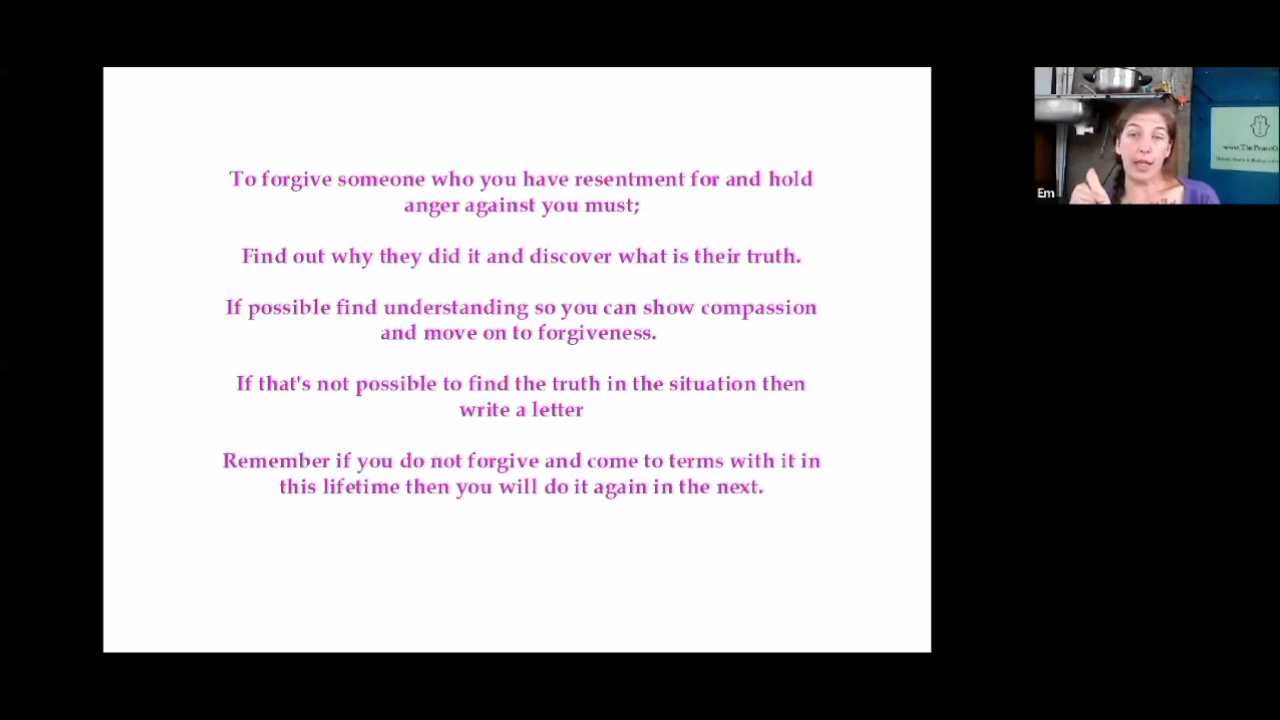 To forgive someone who you have resentment for and hold
anger against you must;
Find out why they did it and discover what is their truth.
If possible find understanding so you can show compassion
and move on to forgiveness.
If that's not possible to find the truth in the situation then
write a letter
Remember if you do not forgive and come to terms with it in
this lifetime then you will do it again in the next.
Em